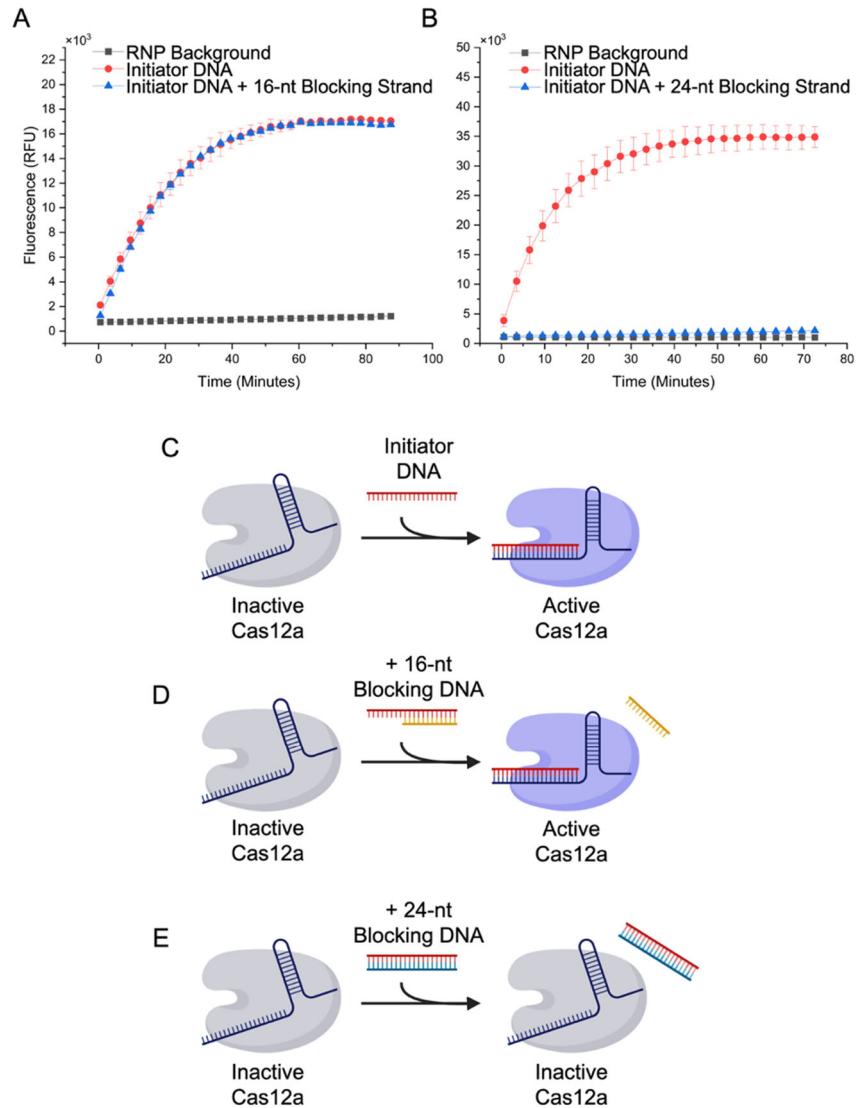 A
×10³
RNP Background
Initiator DNA
Initiator DNA + 16-nt Blocking Strand
Fluorescence (RFU)
22
20
18
16
14
12
10
8
6
4
2
0
0 20 40 60 80 100
Time (Minutes)
B
×10³
RNP Background
Initiator DNA
Initiator DNA + 24-nt Blocking Strand
50
45
40
35
30
25
20
15
10
5
0
0 10 20 30 40 50 60 70 80
Time (Minutes)
C
Initiator
DNA
Inactive
Cas12a
Active
Cas12a
D
+ 16-nt
Blocking DNA
Inactive
Cas12a
Active
Cas12a
E
+ 24-nt
Blocking DNA
Inactive
Cas12a
Inactive
Cas12a